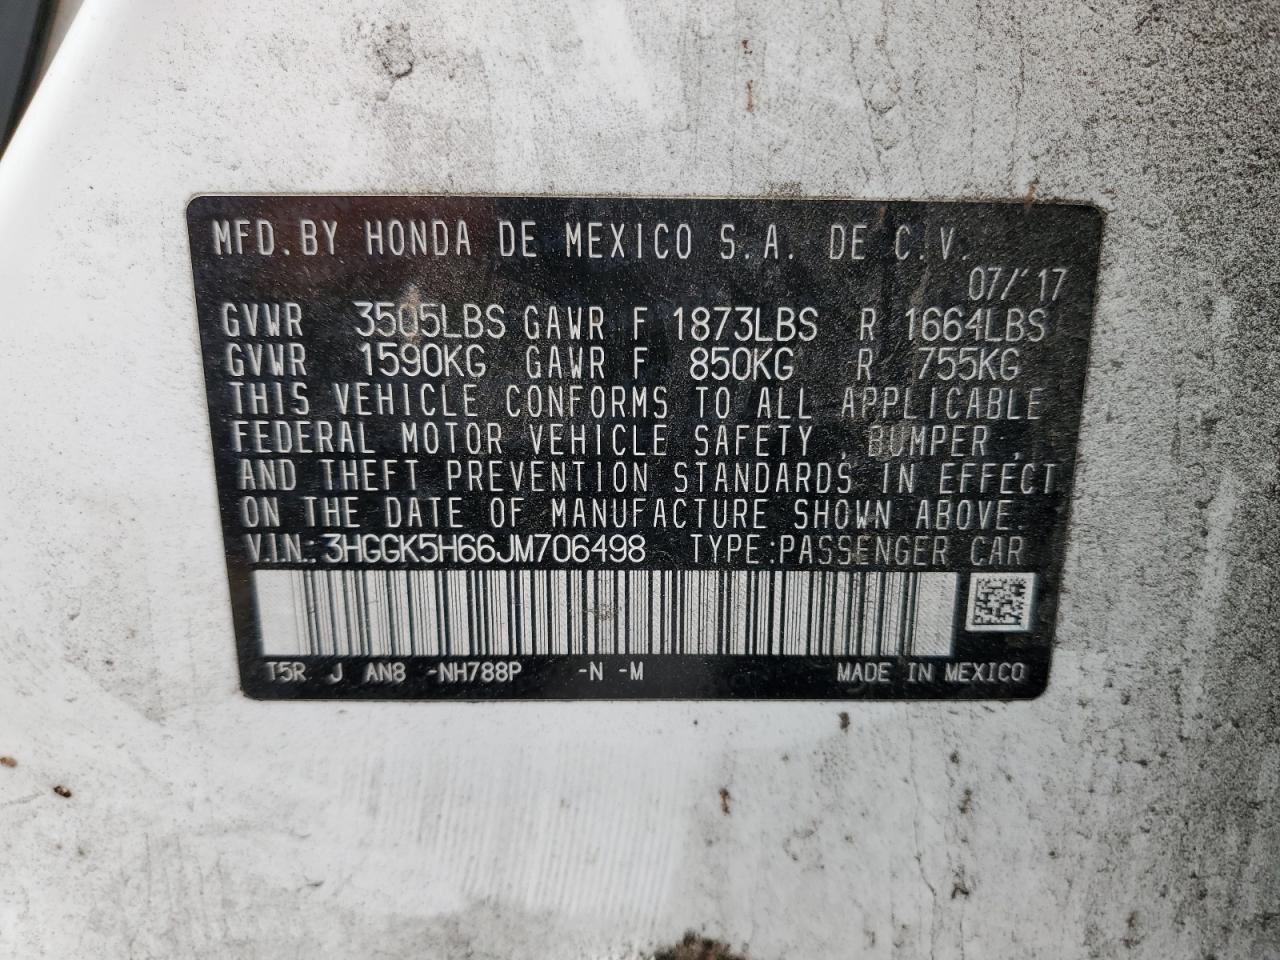 MFD.BY HONDA DE MEXICO S.A. DE C.V.
07/'17
GVWR 3505LBS GAWR F 1873LBS R 1664LBS
GVWR 1590KG GAWR F 850KG R 755KG
THIS VEHICLE CONFORMS TO ALL APPLICABLE
FEDERAL MOTOR VEHICLE SAFETY , BUMPER ,
AND THEFT PREVENTION STANDARDS IN EFFECT
ON THE DATE OF MANUFACTURE SHOWN ABOVE.
V.I.N.: 3HGGK5H66JM706498 TYPE:PASSENGER CAR
T5R J AN8 -NH788P -N -M MADE IN MEXICO